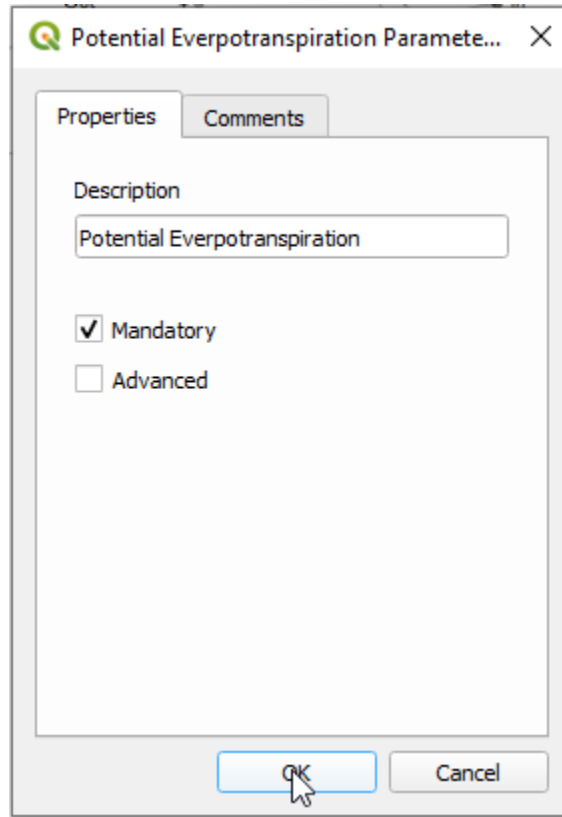 Potential Everpotranspiration Paramete...
Properties
Comments
Description
Potential Everpotranspiration
Mandatory
Advanced
OK
Cancel